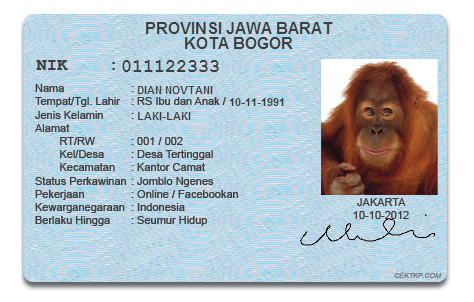 PROVINSI JAWA BARAT
KOTA BOGOR
NIK : 011122333
Nama : DIAN NOVTANI
Tempat/Tgl. Lahir : RS Ibu dan Anak / 10-11-1991
Jenis Kelamin : LAKI-LAKI
Alamat
RT/RW : 001 / 002
Kel/Desa : Desa Tertinggal
Kecamatan : Kantor Camat
Status Perkawinan : Jomblo Ngenes
Pekerjaan : Online / Facebookan
Kewarganegaraan : Indonesia
Berlaku Hingga : Seumur Hidup
JAKARTA
10-10-2012
CEKTKP.COM